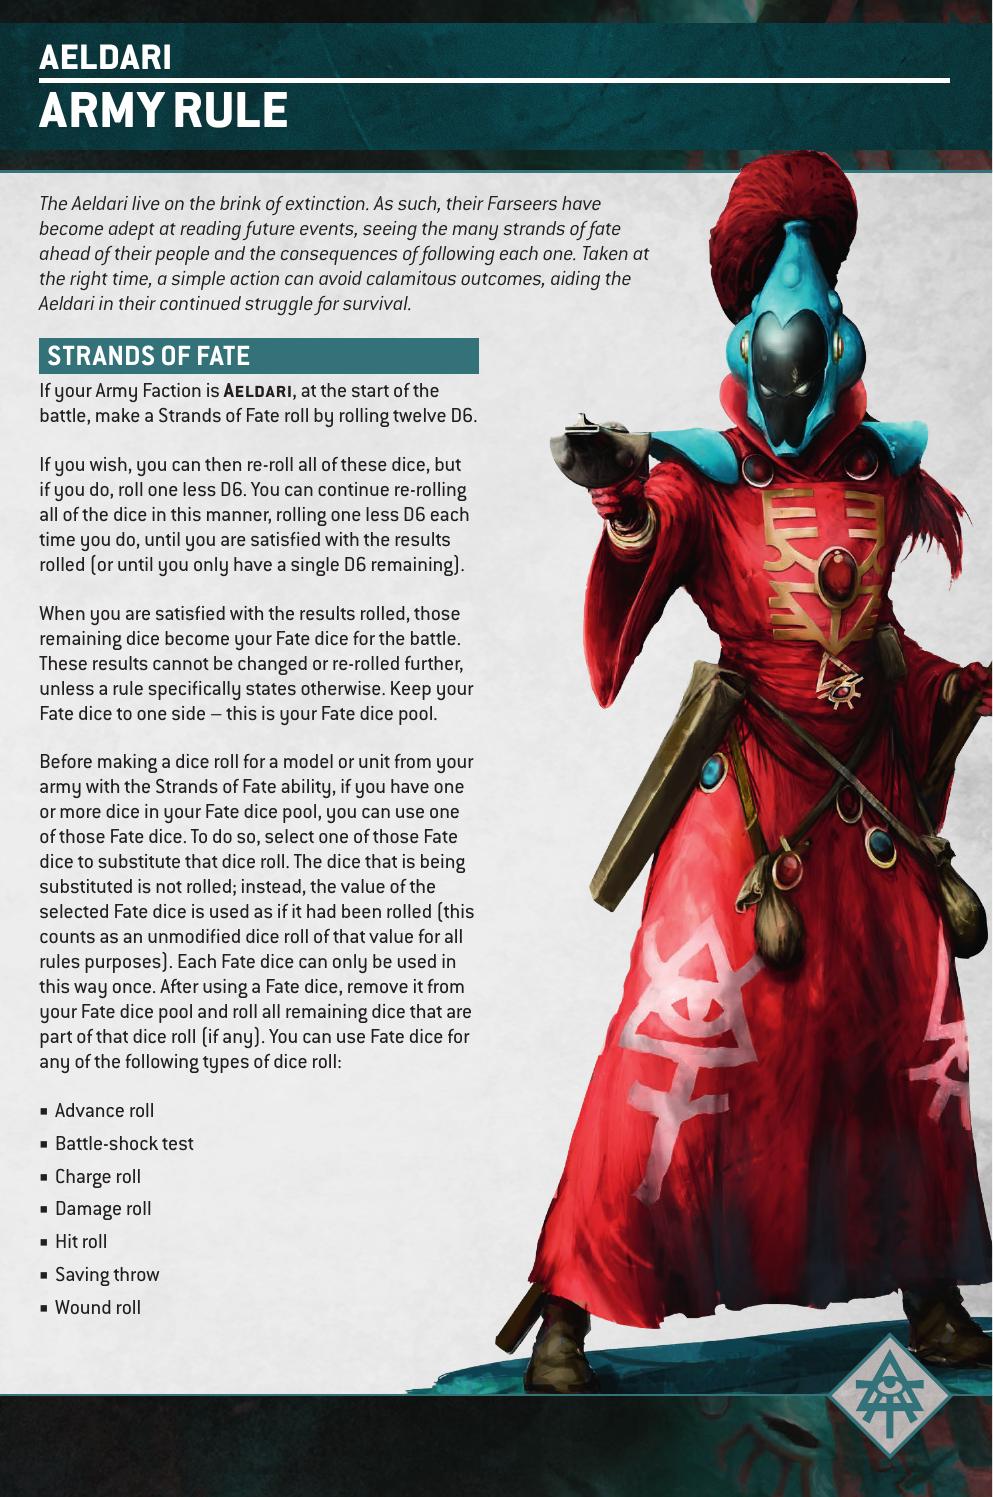 AELDARI
ARMY RULE
The Aeldari live on the brink of extinction. As such, their Farseers have
become adept at reading future events, seeing the many strands of fate
ahead of their people and the consequences of following each one. Taken at
the right time, a simple action can avoid calamitous outcomes, aiding the
Aeldari in their continued struggle for survival.
STRANDS OF FATE
If your Army Faction is AELDARI, at the start of the
battle, make a Strands of Fate roll by rolling twelve D6.
If you wish, you can then re-roll all of these dice, but
if you do, roll one less D6. You can continue re-rolling
all of the dice in this manner, rolling one less D6 each
time you do, until you are satisfied with the results
rolled (or until you only have a single D6 remaining).
When you are satisfied with the results rolled, those
remaining dice become your Fate dice for the battle.
These results cannot be changed or re-rolled further,
unless a rule specifically states otherwise. Keep your
Fate dice to one side – this is your Fate dice pool.
Before making a dice roll for a model or unit from your
army with the Strands of Fate ability, if you have one
or more dice in your Fate dice pool, you can use one
of those Fate dice. To do so, select one of those Fate
dice to substitute that dice roll. The dice that is being
substituted is not rolled; instead, the value of the
selected Fate dice is used as if it had been rolled (this
counts as an unmodified dice roll of that value for all
rules purposes). Each Fate dice can only be used in
this way once. After using a Fate dice, remove it from
your Fate dice pool and roll all remaining dice that are
part of that dice roll (if any). You can use Fate dice for
any of the following types of dice roll:
▪ Advance roll
▪ Battle-shock test
▪ Charge roll
▪ Damage roll
▪ Hit roll
▪ Saving throw
▪ Wound roll